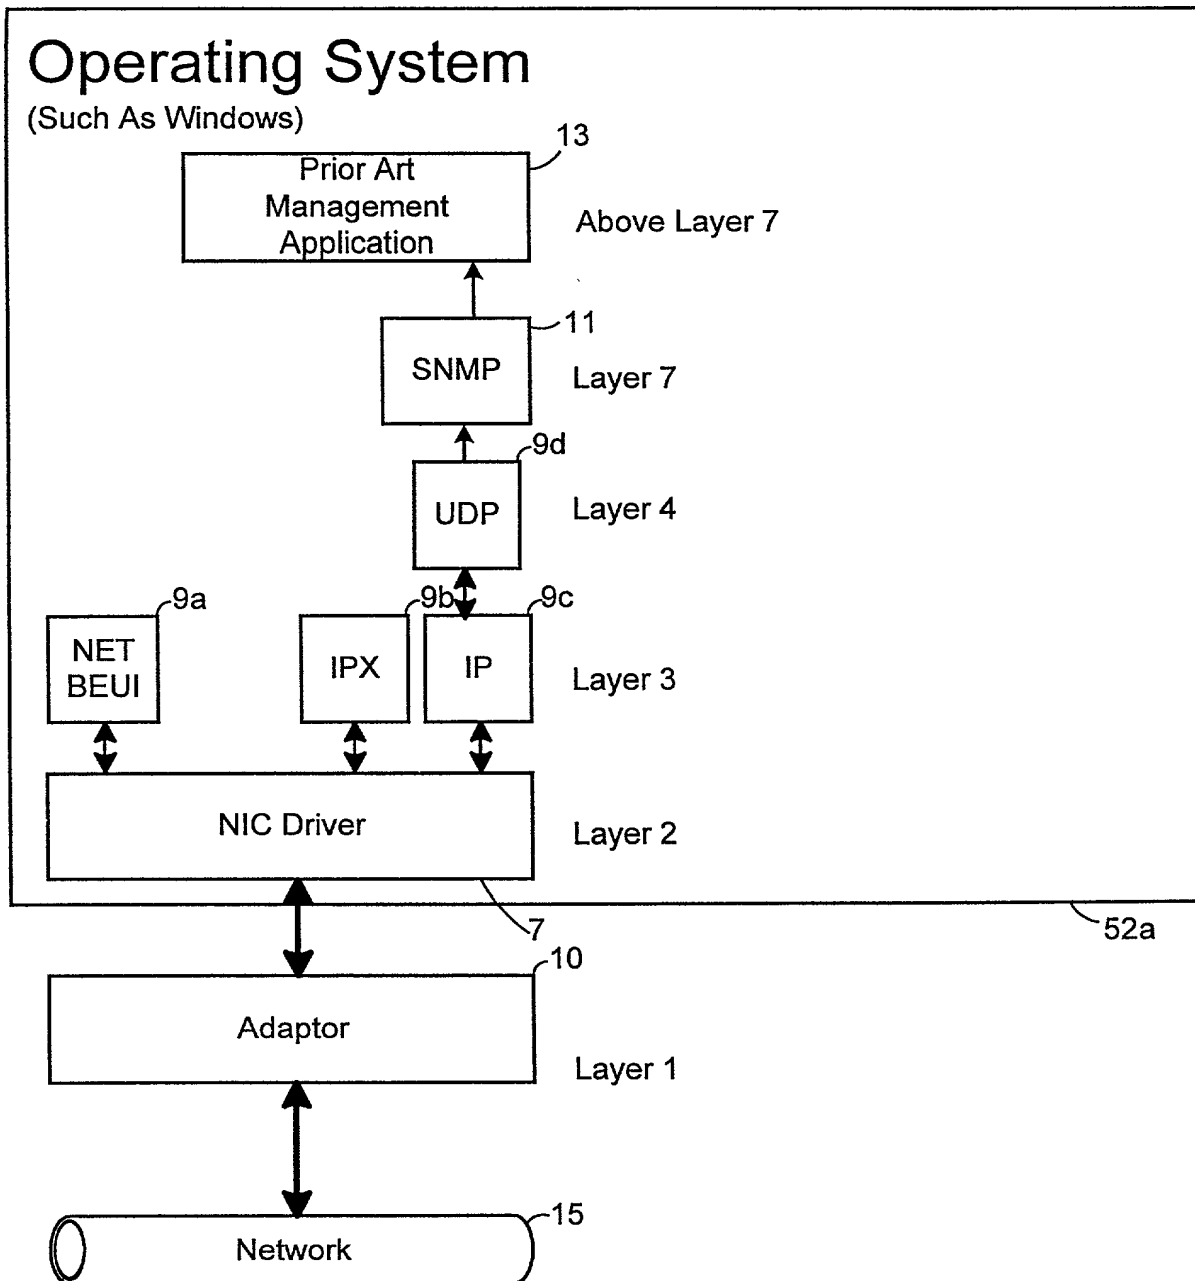 Operating System
(Such As Windows)
13
Prior Art
Management
Application
Above Layer 7
11
SNMP
Layer 7
9d
UDP
Layer 4
9a
9b
9c
NET
BEUI
IPX
IP
Layer 3
NIC Driver
Layer 2
7
52a
10
Adaptor
Layer 1
15
Network